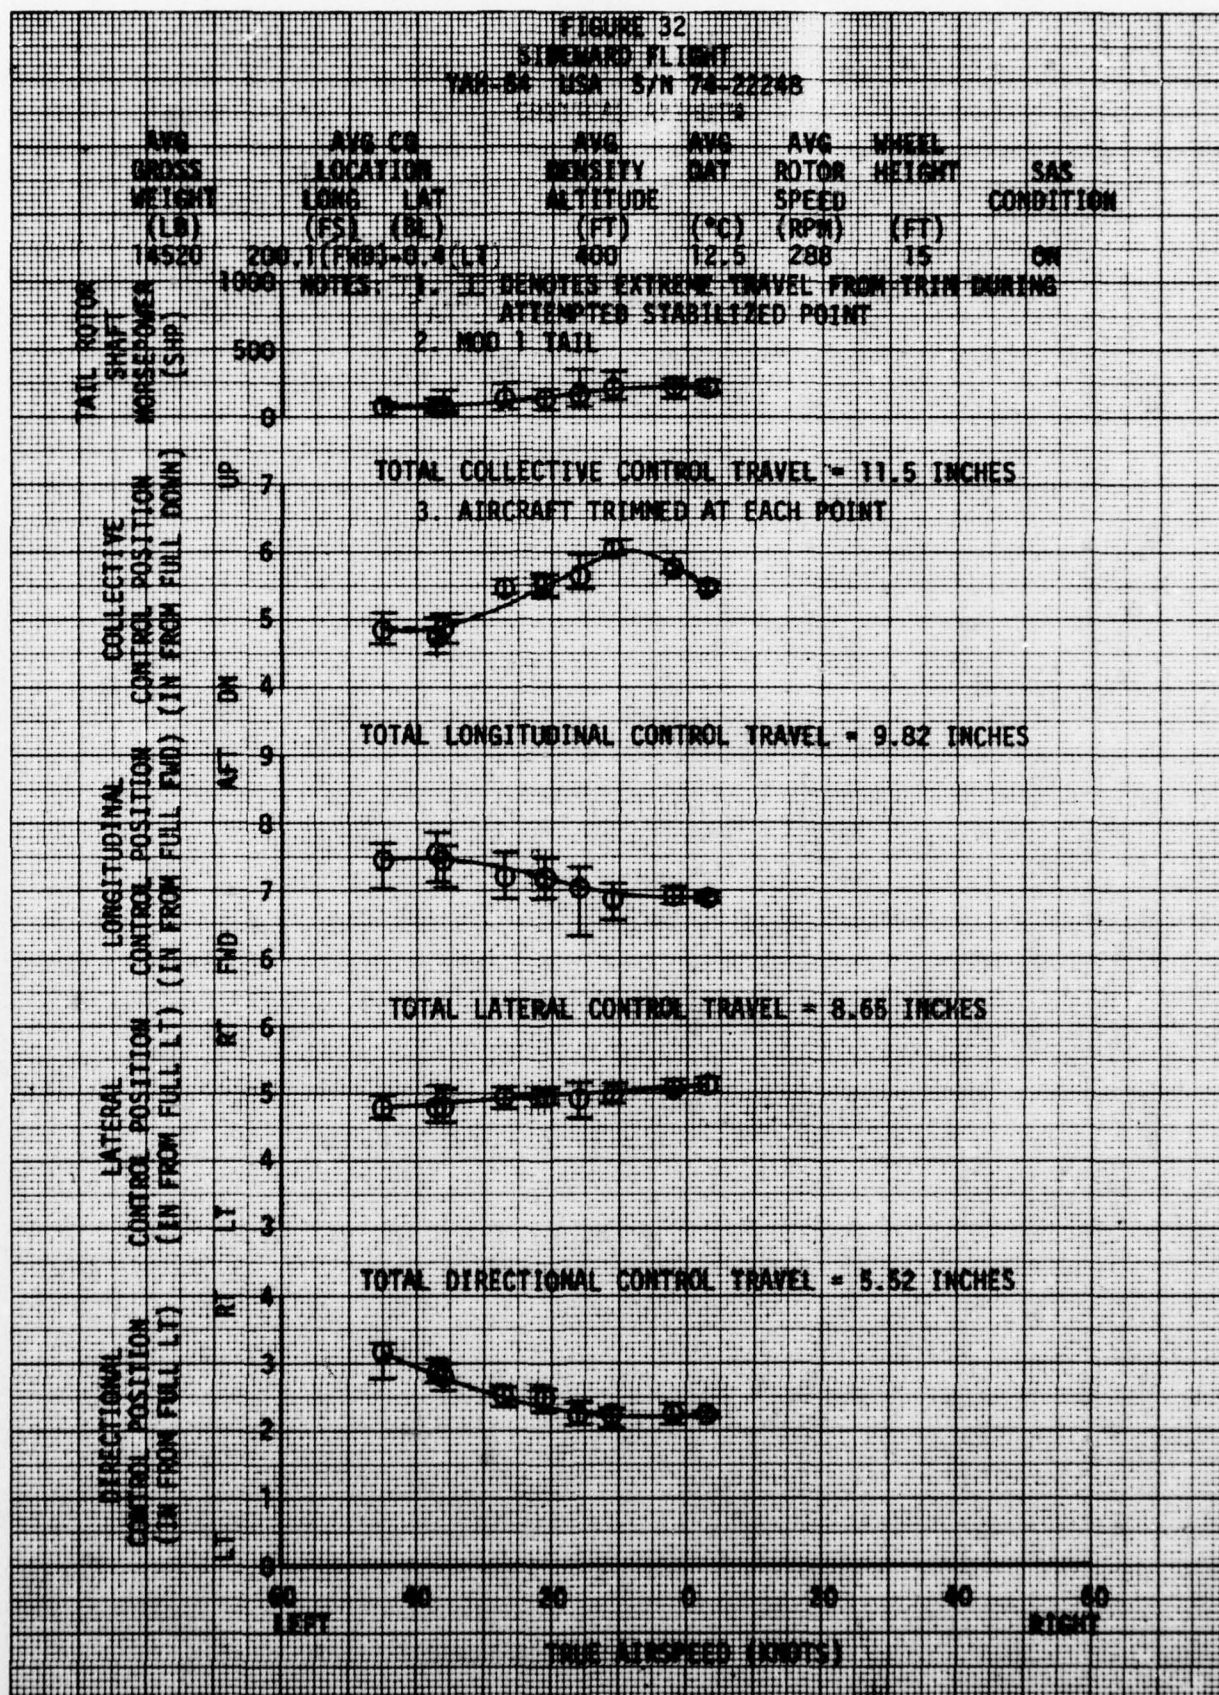 FIGURE 32
SIDEWARD FLIGHT
YAH-64 USA S/N 74-22248
AVG GROSS WEIGHT (LB)
AVG CG LOCATION
LONG (FS) LAT (BL)
AVG DENSITY ALTITUDE (FT)
AVG OAT (°C)
AVG ROTOR SPEED (RPM)
WHEEL HEIGHT (FT)
SAS CONDITION
14520 200.1(FWD) -0.4(LT) 400 12.5 288 15 ON
NOTES: 1. I DENOTES EXTREME TRAVEL FROM TRIM DURING
ATTEMPTED STABILIZED POINT
2. MOD 1 TAIL
TAIL ROTOR
SHAFT
HORSEPOWER
(SHP)
1000
500
0
TOTAL COLLECTIVE CONTROL TRAVEL = 11.5 INCHES
3. AIRCRAFT TRIMMED AT EACH POINT
COLLECTIVE
CONTROL POSITION
(IN FROM FULL DOWN)
UP
DN
7
6
5
4
TOTAL LONGITUDINAL CONTROL TRAVEL = 9.82 INCHES
LONGITUDINAL
CONTROL POSITION
(IN FROM FULL FWD)
AFT
FWD
9
8
7
6
TOTAL LATERAL CONTROL TRAVEL = 8.65 INCHES
LATERAL
CONTROL POSITION
(IN FROM FULL LT)
RT
LT
6
5
4
3
TOTAL DIRECTIONAL CONTROL TRAVEL = 5.52 INCHES
DIRECTIONAL
CONTROL POSITION
(IN FROM FULL LT)
RT
LT
4
3
2
1
0
60 40 20 0 20 40 60
LEFT RIGHT
TRUE AIRSPEED (KNOTS)